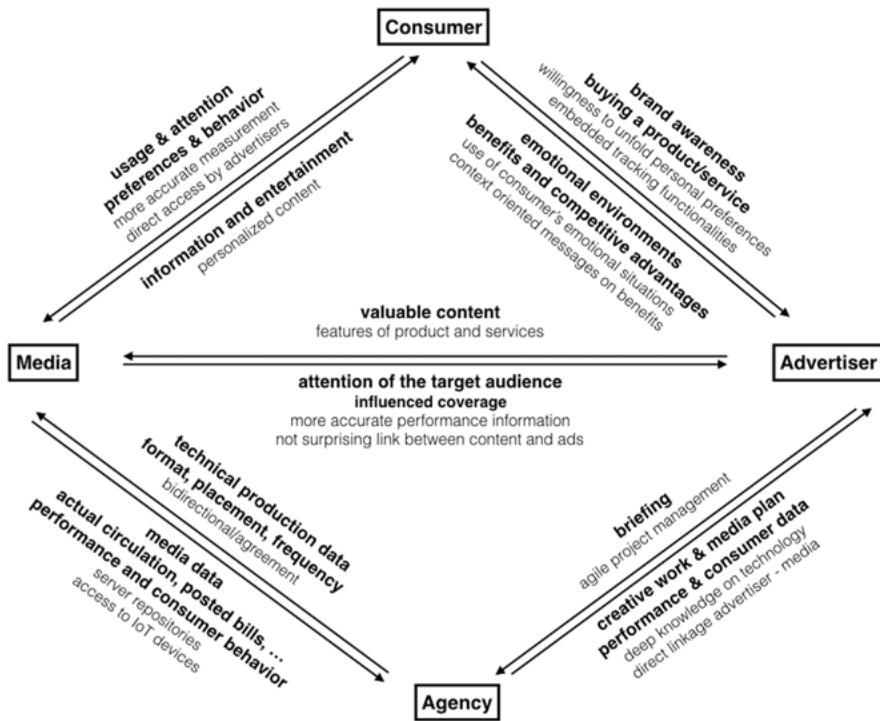 Consumer
usage & attention
preferences & behavior
more accurate measurement
direct access by advertisers
information and entertainment
personalized content
brand awareness
buying a product/service
willingness to unfold personal preferences
embedded tracking functionalities
emotional environments
benefits and competitive advantages
use of consumer's emotional situations
context oriented messages on benefits
valuable content
features of product and services
Media
Advertiser
attention of the target audience
influenced coverage
more accurate performance information
not surprising link between content and ads
technical production data
format, placement, frequency
bidirectional/agreement
media data
actual circulation, posted bills, ...
performance and consumer behavior
server repositories
access to IoT devices
briefing
agile project management
creative work & media plan
performance & consumer data
deep knowledge on technology
direct linkage advertiser - media
Agency